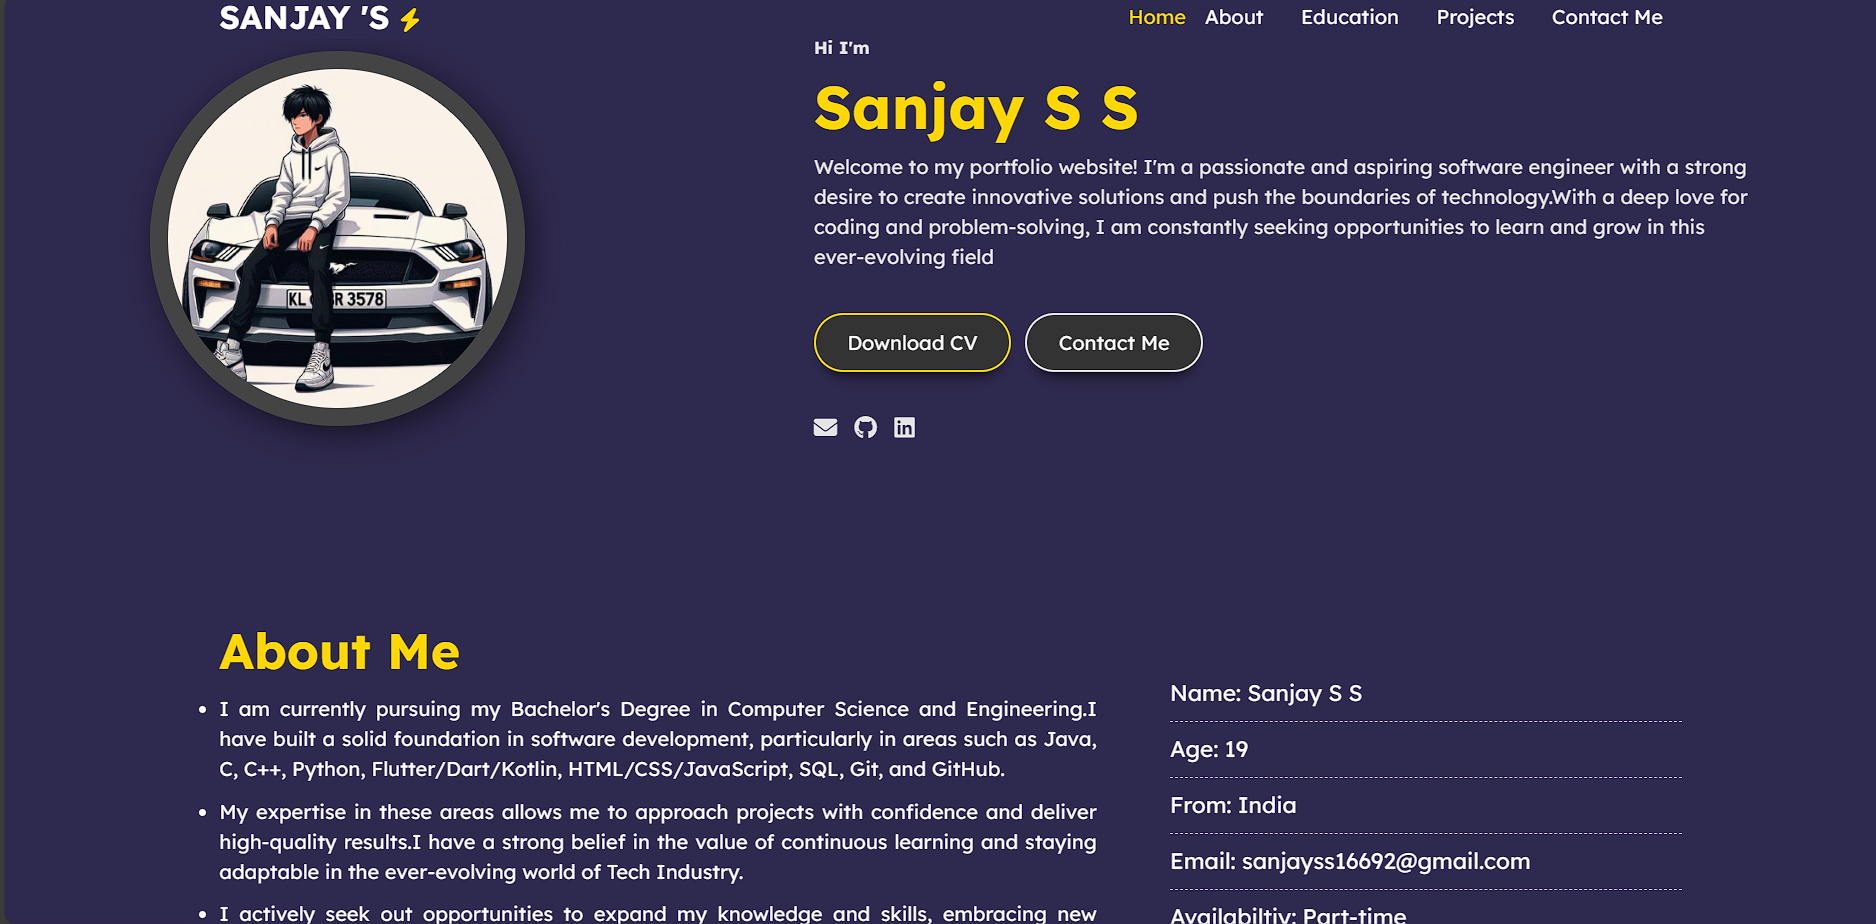 SANJAY 'S
Home About Education Projects Contact Me
Hi I'm
Sanjay S S
Welcome to my portfolio website! I'm a passionate and aspiring software engineer with a strong
desire to create innovative solutions and push the boundaries of technology.With a deep love for
coding and problem-solving, I am constantly seeking opportunities to learn and grow in this
ever-evolving field
KL R 3578
Download CV Contact Me
in
About Me
I am currently pursuing my Bachelor's Degree in Computer Science and Engineering.I
have built a solid foundation in software development, particularly in areas such as Java,
C, C++, Python, Flutter/Dart/Kotlin, HTML/CSS/JavaScript, SQL, Git, and GitHub.
My expertise in these areas allows me to approach projects with confidence and deliver
high-quality results.I have a strong belief in the value of continuous learning and staying
adaptable in the ever-evolving world of Tech Industry.
I actively seek out opportunities to expand my knowledge and skills, embracing new
Name: Sanjay S S
Age: 19
From: India
Email: sanjayss16692@gmail.com
Availabiltiy: Part-time